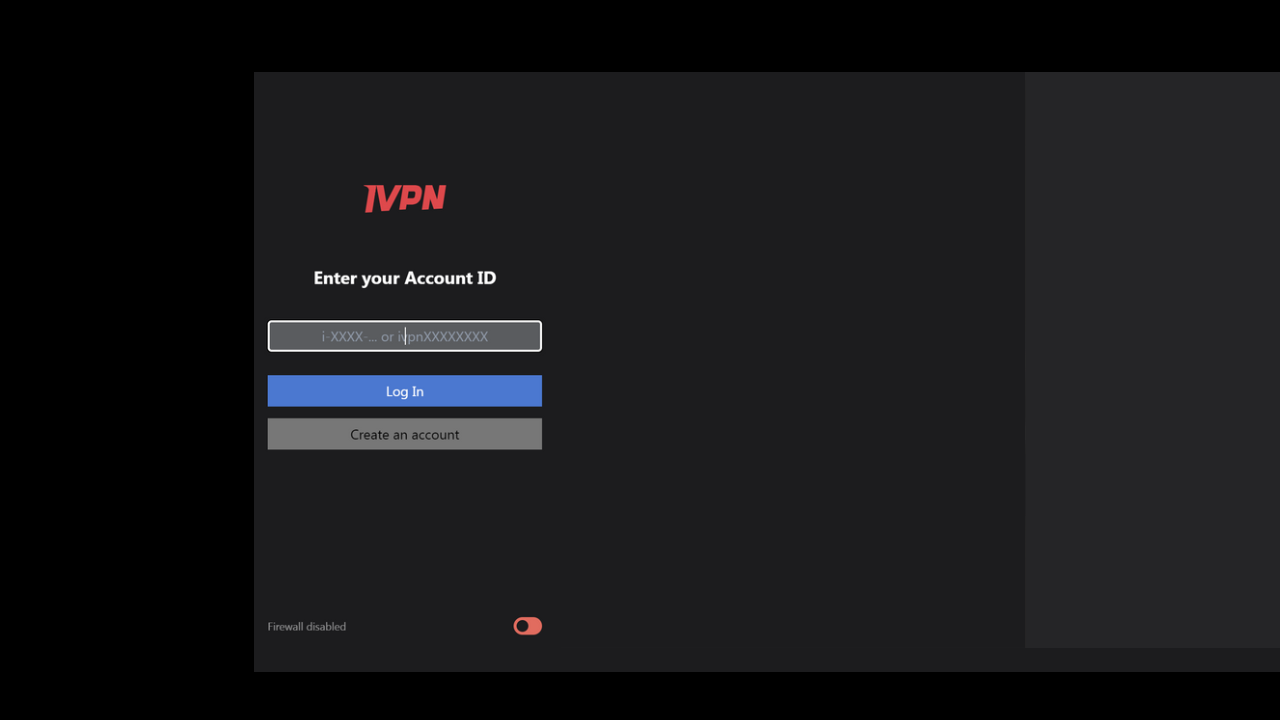 IVPN
Enter your Account ID
i-XXXX-... or ivpnXXXXXXXX
Log In
Create an account
Firewall disabled